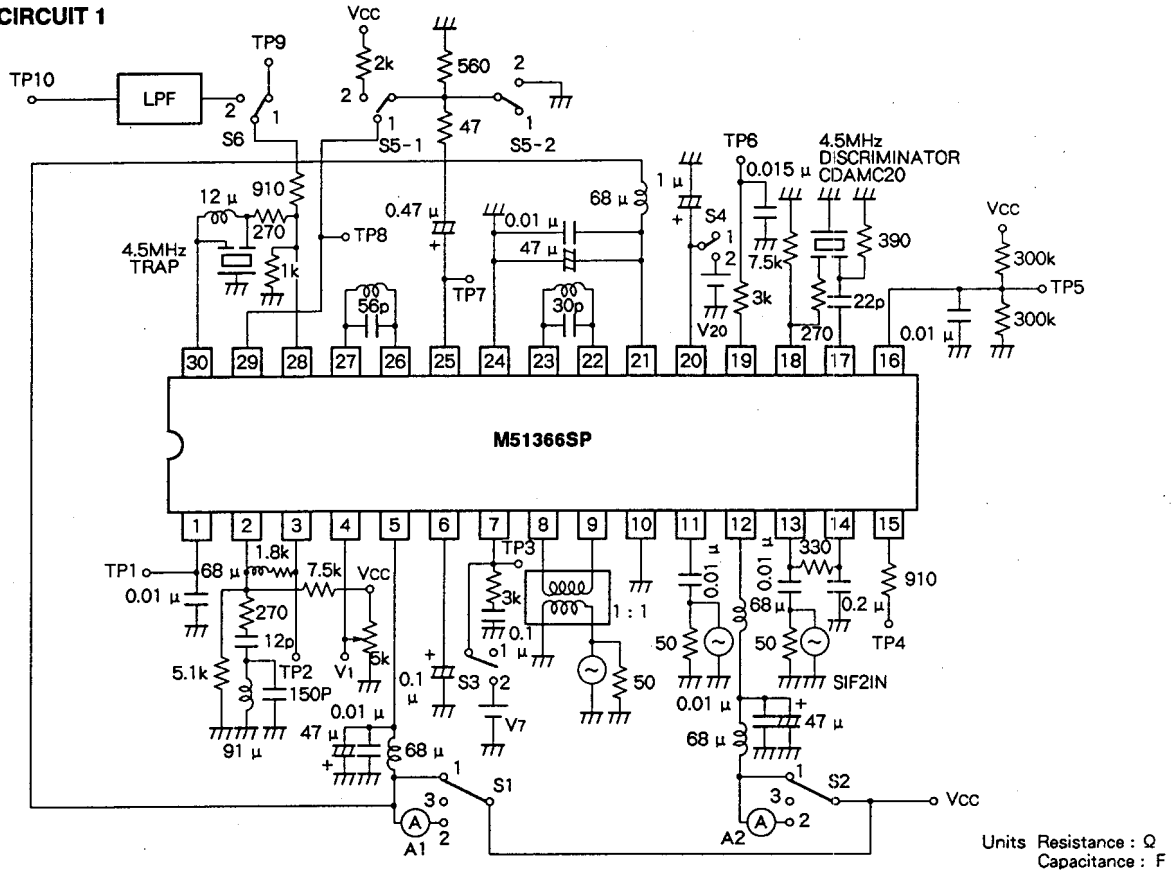 CIRCUIT 1
VCC
TP9
TP10
LPF
2
1
S6
2k
2
1
S5-1
560
47
2
1
S5-2
910
12 μ
270
4.5MHz
TRAP
1k
TP8
56p
0.47 μ
+
TP7
0.01 μ
47 μ
68 μ
30p
1 μ
+
S4
1
2
V20
TP6
0.015 μ
3k
7.5k
270
4.5MHz
DISCRIMINATOR
CDAMC20
390
22p
VCC
300k
TP5
300k
0.01 μ
30 29 28 27 26 25 24 23 22 21 20 19 18 17 16
M51366SP
1 2 3 4 5 6 7 8 9 10 11 12 13 14 15
TP1
0.01 μ
68 μ
1.8k
7.5k
VCC
270
12p
5.1k
150P
91 μ
TP2
V1
5k
0.01 μ
47 μ
+
68 μ
+
0.1 μ
TP3
3k
0.1 μ
S3
1
2
V7
1 : 1
50
0.01 μ
50
68 μ
0.01 μ
330
0.2 μ
50
SIF2IN
910
TP4
0.01 μ
+
47 μ
68 μ
1
S1
3
2
A
A1
1
S2
3
2
A
A2
VCC
Units Resistance : Ω
Capacitance : F